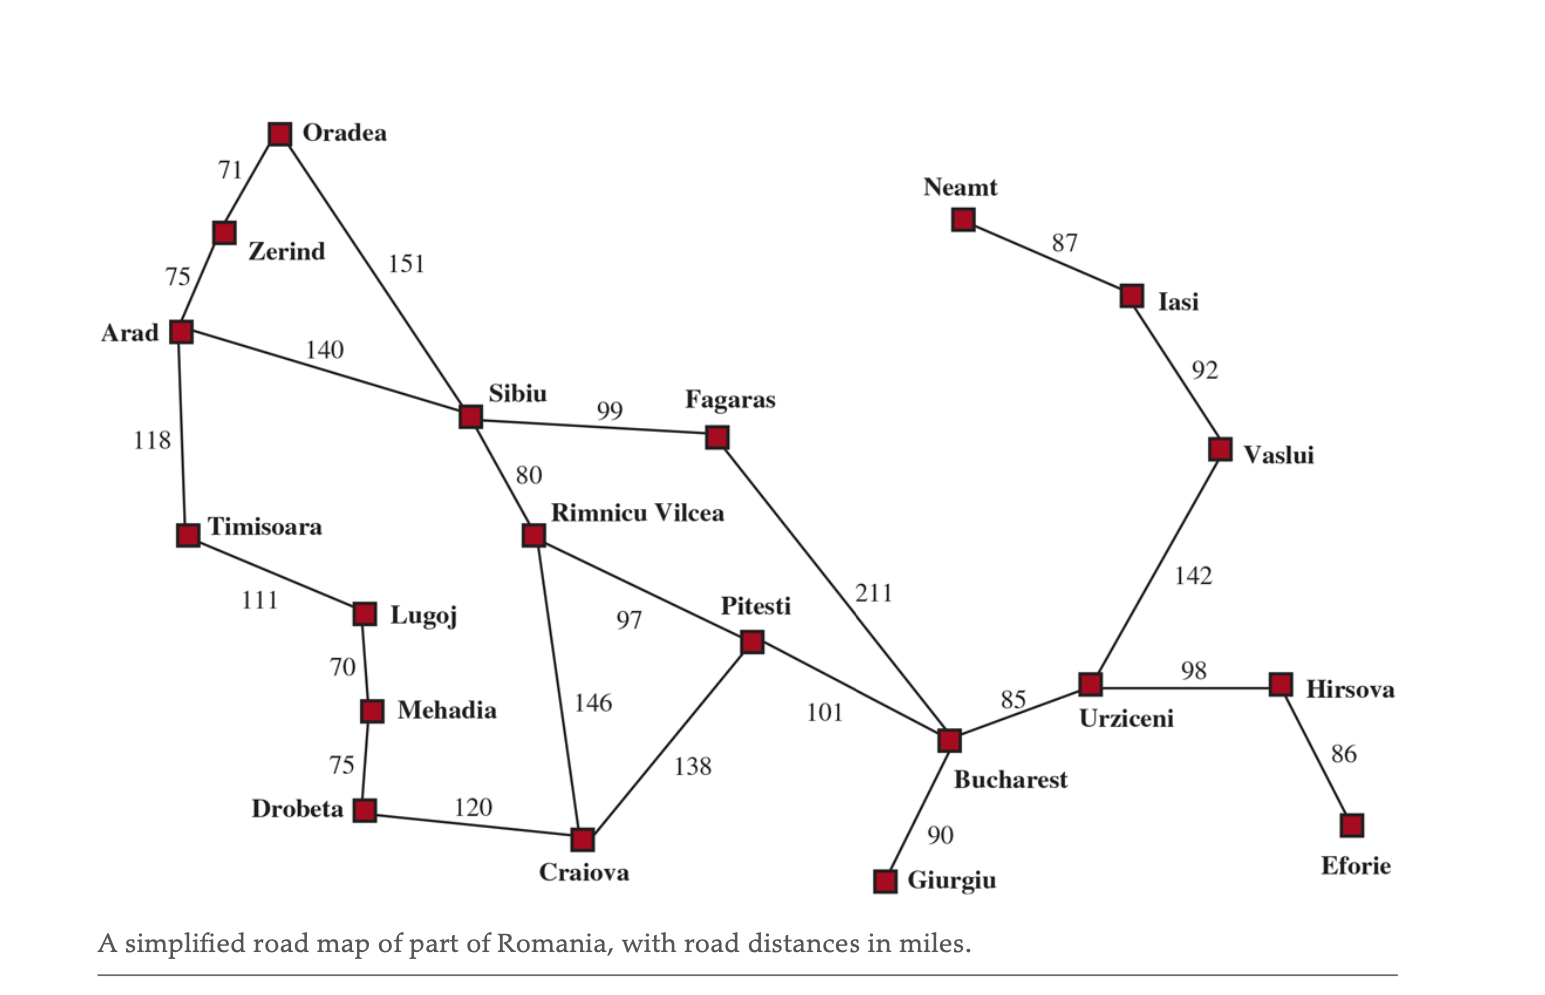 Oradea
71
Neamt
87
Zerind
151
75
Iasi
Arad
140
92
Sibiu
Fagaras
99
118
Vaslui
80
Rimnicu Vilcea
Timisoara
142
111
211
Pitesti
Lugoj
97
70
98
Hirsova
146
85
Mehadia
101
Urziceni
138
86
75
Bucharest
Drobeta
120
90
Eforie
Craiova
Giurgiu
A simplified road map of part of Romania, with road distances in miles.